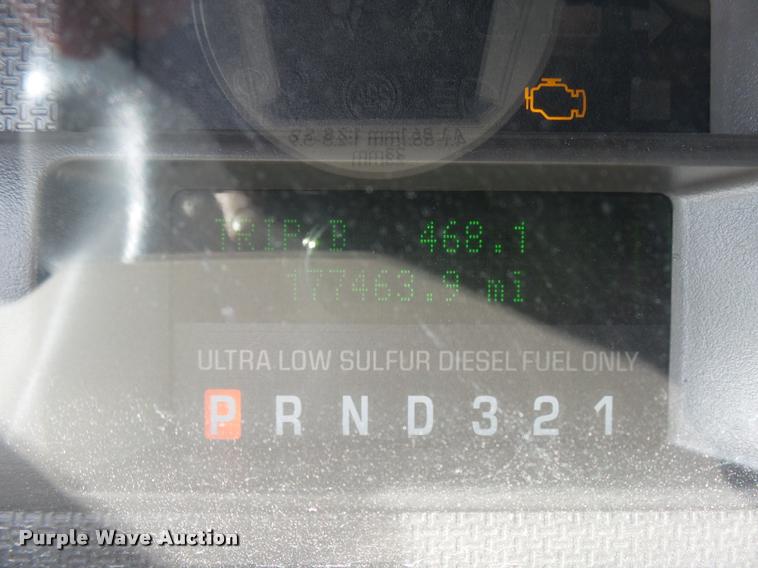 TRIP B 468.1
177463.9 mi
ULTRA LOW SULFUR DIESEL FUEL ONLY
P R N D 3 2 1
Purple Wave Auction